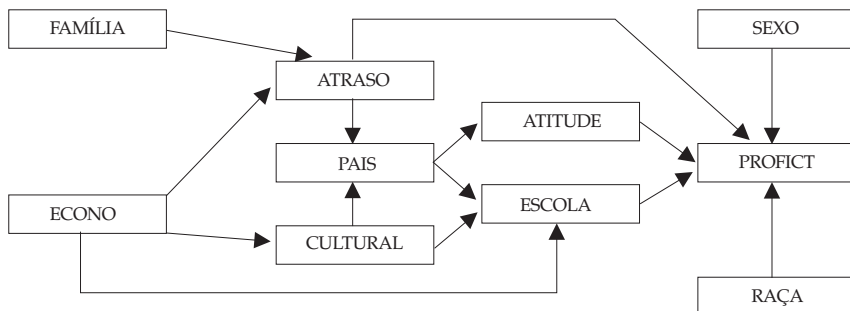 FAMÍLIA
SEXO
ATRASO
ATITUDE
PAIS
PROFICT
ECONO
ESCOLA
CULTURAL
RAÇA